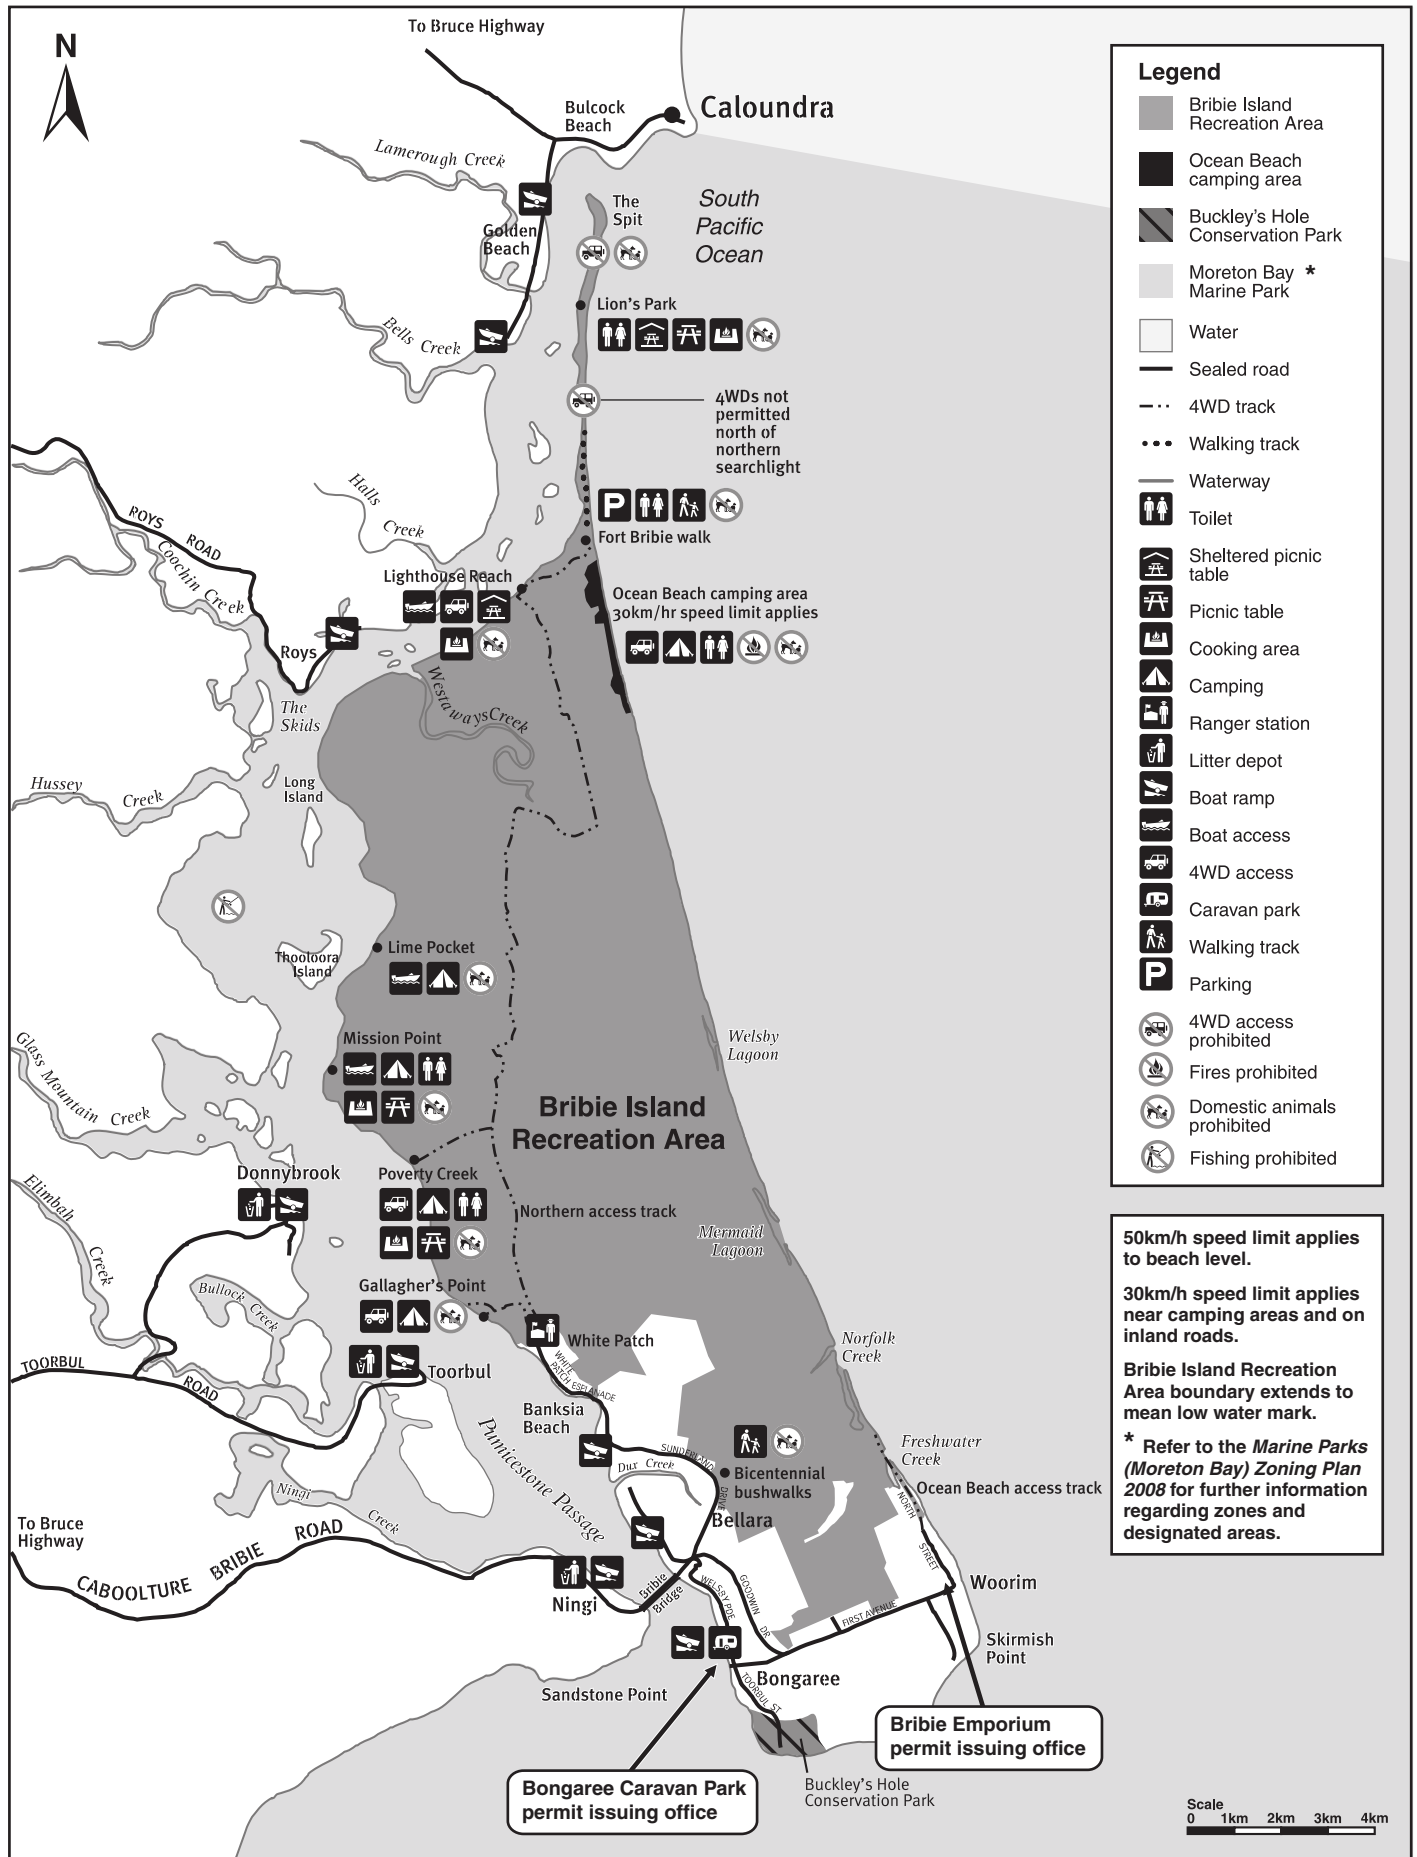 To Bruce Highway
N
Bulcock
Beach
Caloundra
Lamerough Creek
The
Spit
South
Pacific
Ocean
Golden
Beach
Lion's Park
Bells Creek
4WDs not
permitted
north of
northern
searchlight
Halls
Creek
P
Fort Bribie walk
ROYS
ROAD
Coochin Creek
Lighthouse Reach
Ocean Beach camping area
30km/hr speed limit applies
Roys
Westaways Creek
The
Skids
Hussey
Creek
Long
Island
Lime Pocket
Thooloora
Island
Glass Mountain Creek
Mission Point
Welsby
Lagoon
Bribie Island
Recreation Area
Donnybrook
Poverty Creek
Elimbah
Creek
Northern access track
Mermaid
Lagoon
Bullock Creek
Gallagher's Point
White Patch
Norfolk
Creek
TOORBUL
ROAD
Toorbul
WHITE
PATCH ESPLANADE
Banksia
Beach
Pumicestone Passage
SUNDERLAND
DRIVE
Dux Creek
Bicentennial
bushwalks
Freshwater
Creek
Ocean Beach access track
NORTH
STREET
Ningi
Creek
Bellara
To Bruce
Highway
CABOOLTURE BRIBIE ROAD
Ningi
Bribie
Bridge
WELSBY PDE
GOODWIN
DR
FIRST AVENUE
Woorim
Skirmish
Point
Bongaree
TOORBUL ST
Sandstone Point
Bribie Emporium
permit issuing office
Bongaree Caravan Park
permit issuing office
Buckley's Hole
Conservation Park
Legend
Bribie Island
Recreation Area
Ocean Beach
camping area
Buckley's Hole
Conservation Park
Moreton Bay *
Marine Park
Water
Sealed road
4WD track
Walking track
Waterway
Toilet
Sheltered picnic
table
Picnic table
Cooking area
Camping
Ranger station
Litter depot
Boat ramp
Boat access
4WD access
Caravan park
Walking track
P Parking
4WD access
prohibited
Fires prohibited
Domestic animals
prohibited
Fishing prohibited
50km/h speed limit applies
to beach level.
30km/h speed limit applies
near camping areas and on
inland roads.
Bribie Island Recreation
Area boundary extends to
mean low water mark.
* Refer to the Marine Parks
(Moreton Bay) Zoning Plan
2008 for further information
regarding zones and
designated areas.
Scale
0 1km 2km 3km 4km